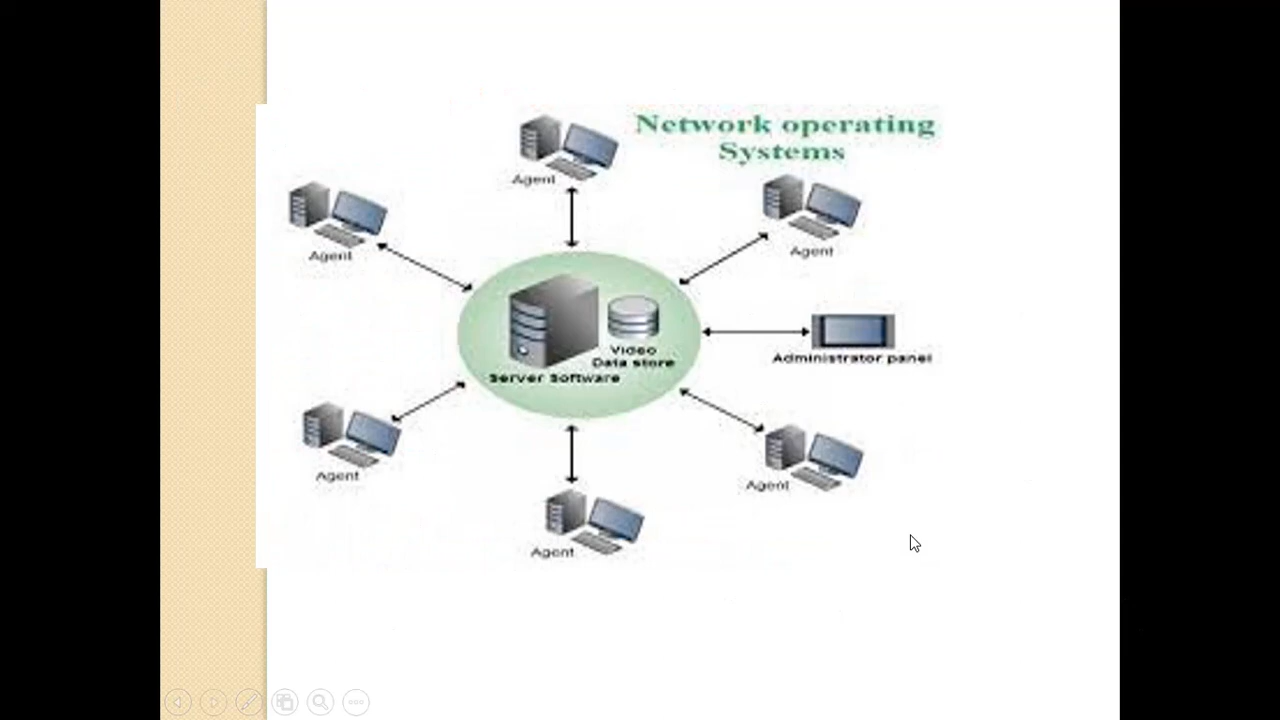 Network operating
Systems
Agent
Agent
Agent
Video
Data store
Server Software
Administrator panel
Agent
Agent
Agent